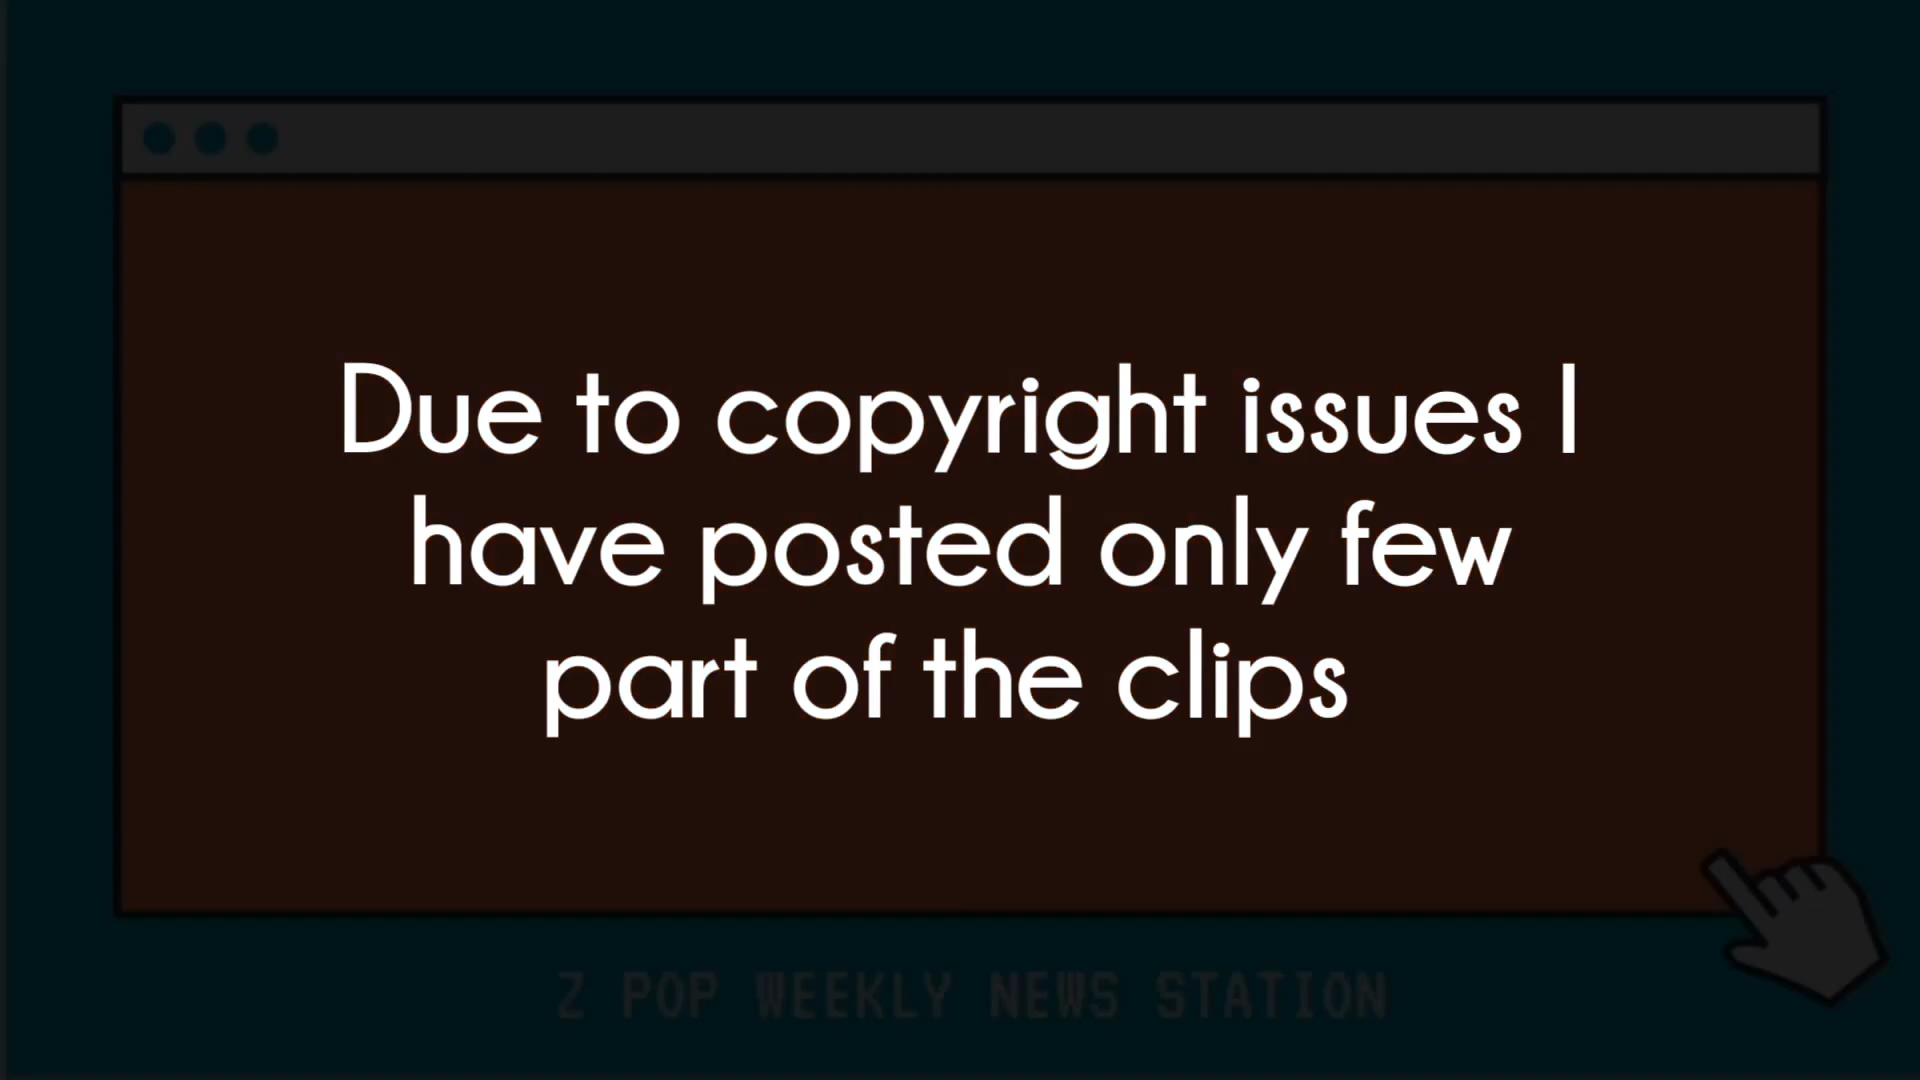 Due to copyright issues I
have posted only few
part of the clips
Z POP WEEKLY NEWS STATION